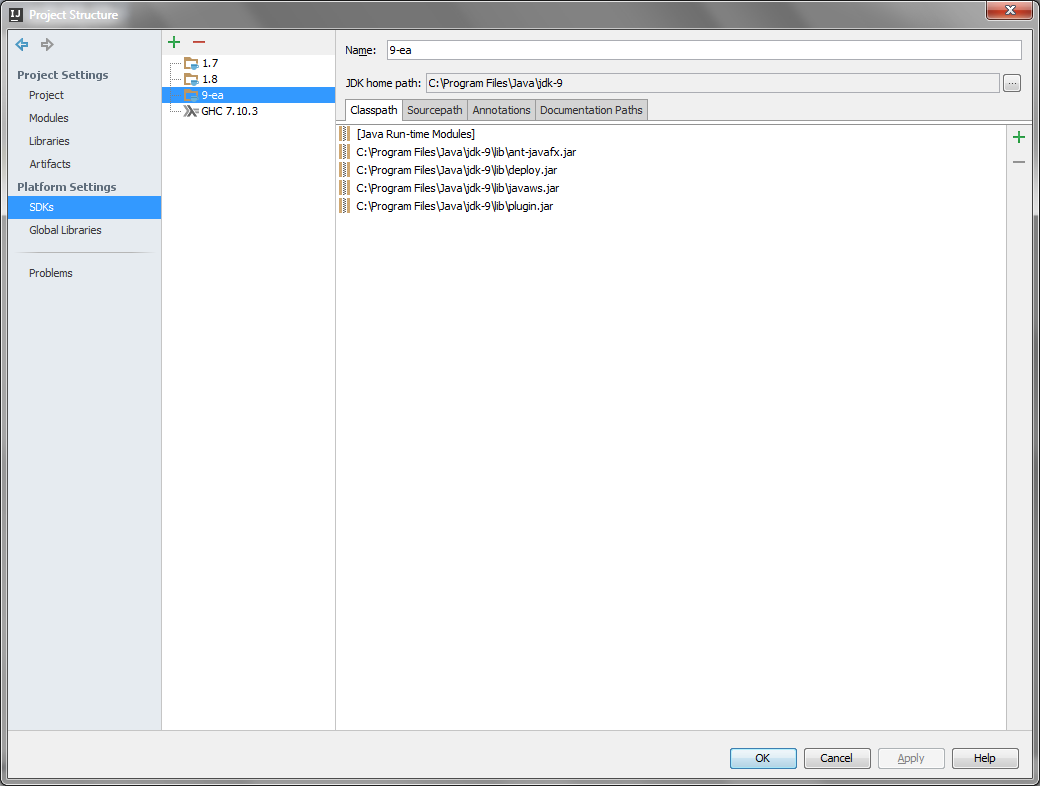 IJ Project Structure
Project Settings
Project
Modules
Libraries
Artifacts
Platform Settings
SDKs
Global Libraries
Problems
1.7
1.8
9-ea
GHC 7.10.3
Name: 9-ea
JDK home path: C:\Program Files\Java\jdk-9 ...
Classpath Sourcepath Annotations Documentation Paths
[Java Run-time Modules]
C:\Program Files\Java\jdk-9\lib\ant-javafx.jar
C:\Program Files\Java\jdk-9\lib\deploy.jar
C:\Program Files\Java\jdk-9\lib\javaws.jar
C:\Program Files\Java\jdk-9\lib\plugin.jar
OK Cancel Apply Help